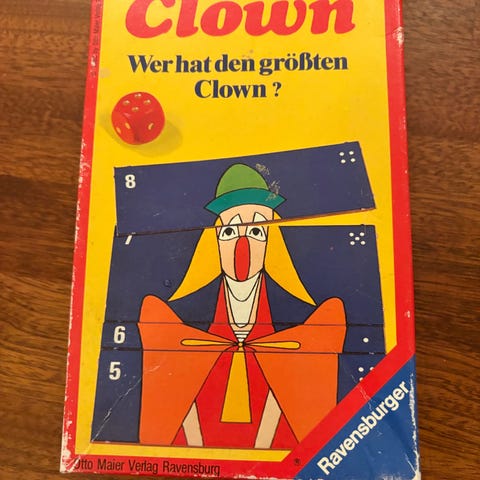 Clown
Wer hat den größten
Clown ?
8
7
6
5
Ravensburger
Otto Maier Verlag Ravensburg
®